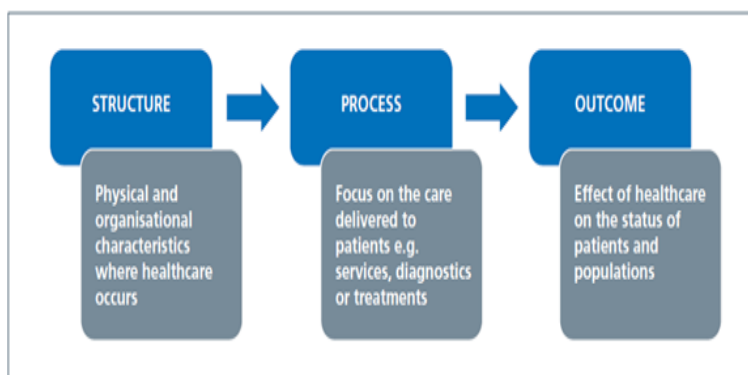 STRUCTURE
Physical and
organisational
characteristics
where healthcare
occurs
PROCESS
Focus on the care
delivered to
patients e.g.
services, diagnostics
or treatments
OUTCOME
Effect of healthcare
on the status of
patients and
populations